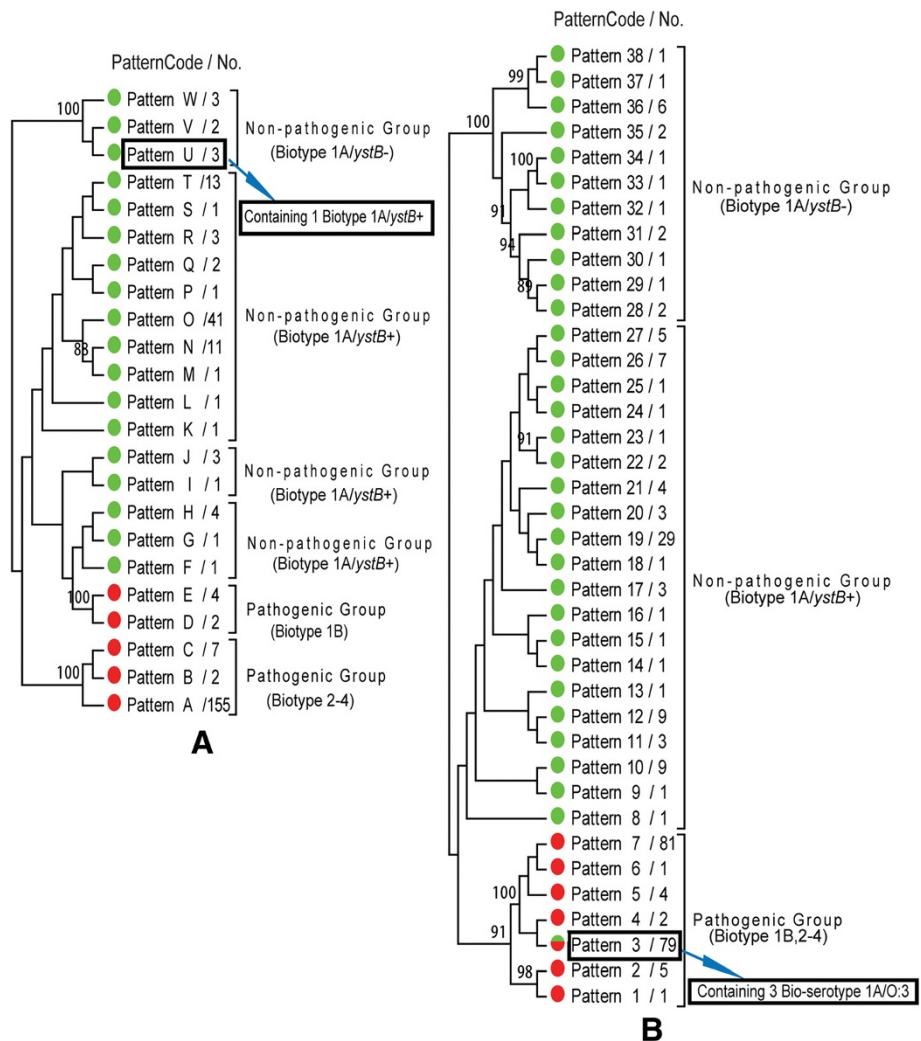 PatternCode / No.
100
Pattern W / 3
Pattern V / 2
Pattern U / 3
Non-pathogenic Group
(Biotype 1A/ystB-)
Containing 1 Biotype 1A/ystB+
Pattern T /13
Pattern S / 1
Pattern R / 3
Pattern Q / 2
Pattern P / 1
Pattern O /41
88
Pattern N /11
Pattern M / 1
Pattern L / 1
Pattern K / 1
Non-pathogenic Group
(Biotype 1A/ystB+)
Pattern J / 3
Pattern I / 1
Non-pathogenic Group
(Biotype 1A/ystB+)
Pattern H / 4
Pattern G / 1
Pattern F / 1
Non-pathogenic Group
(Biotype 1A/ystB+)
100
Pattern E / 4
Pattern D / 2
Pathogenic Group
(Biotype 1B)
100
Pattern C / 7
Pattern B / 2
Pattern A /155
Pathogenic Group
(Biotype 2-4)
A
PatternCode / No.
Pattern 38 / 1
99
Pattern 37 / 1
Pattern 36 / 6
100
Pattern 35 / 2
100
Pattern 34 / 1
Pattern 33 / 1
Pattern 32 / 1
91
Pattern 31 / 2
94
Pattern 30 / 1
89
Pattern 29 / 1
Pattern 28 / 2
Non-pathogenic Group
(Biotype 1A/ystB-)
Pattern 27 / 5
Pattern 26 / 7
Pattern 25 / 1
Pattern 24 / 1
91
Pattern 23 / 1
Pattern 22 / 2
Pattern 21 / 4
Pattern 20 / 3
Pattern 19 / 29
Pattern 18 / 1
Pattern 17 / 3
Pattern 16 / 1
Pattern 15 / 1
Pattern 14 / 1
Pattern 13 / 1
Pattern 12 / 9
Pattern 11 / 3
Pattern 10 / 9
Pattern 9 / 1
Pattern 8 / 1
Non-pathogenic Group
(Biotype 1A/ystB+)
Pattern 7 / 81
Pattern 6 / 1
100
Pattern 5 / 4
Pattern 4 / 2
91
Pattern 3 / 79
98
Pattern 2 / 5
Pattern 1 / 1
Pathogenic Group
(Biotype 1B,2-4)
Containing 3 Bio-serotype 1A/O:3
B